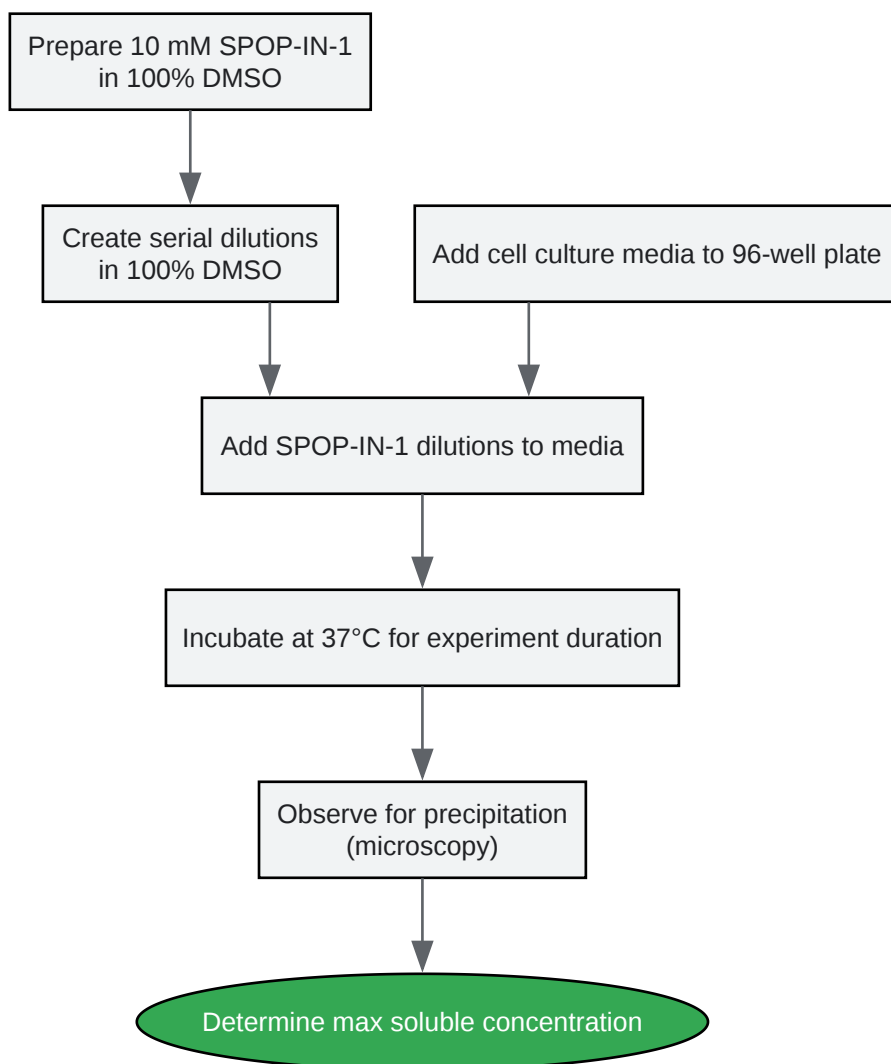 Prepare 10 mM SPOP-IN-1
in 100% DMSO
Create serial dilutions
in 100% DMSO
Add cell culture media to 96-well plate
Add SPOP-IN-1 dilutions to media
Incubate at 37°C for experiment duration
Observe for precipitation
(microscopy)
Determine max soluble concentration